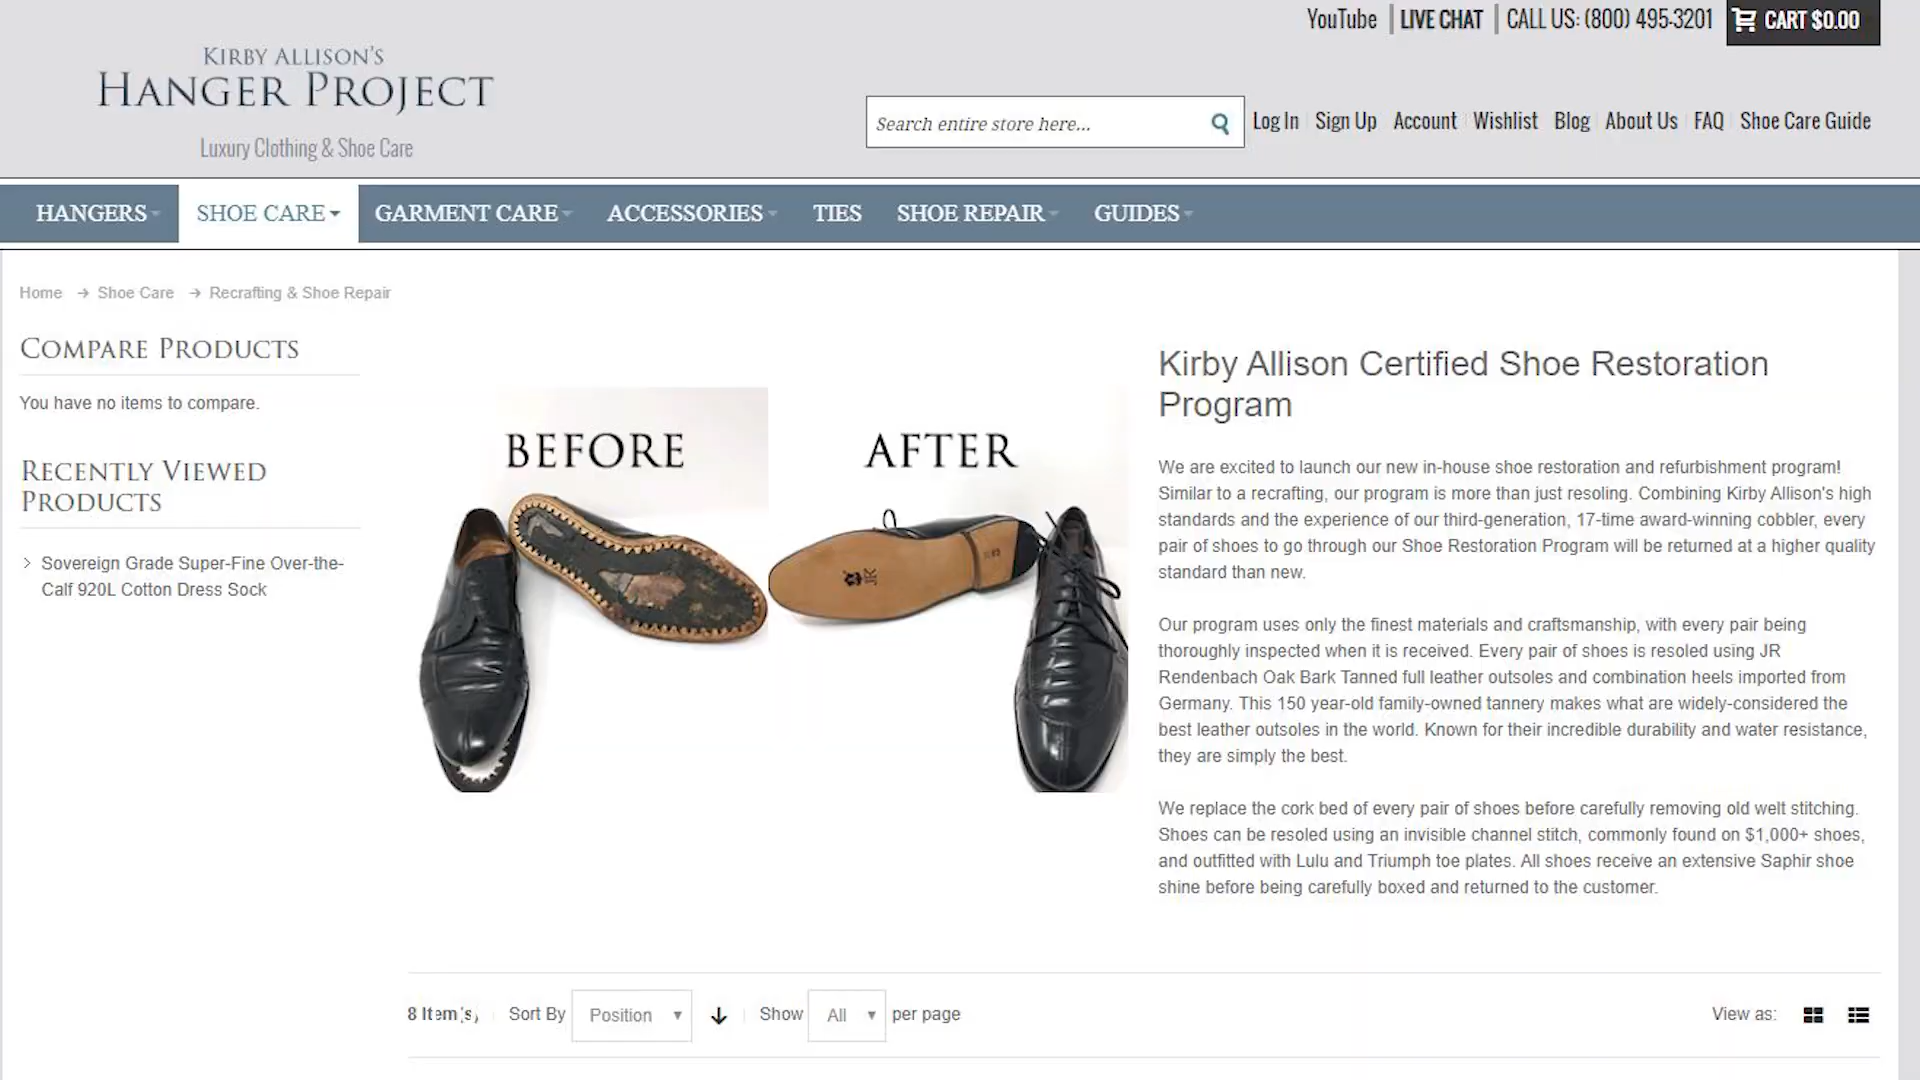 YouTube LIVE CHAT CALL US: (800) 495-3201 CART $0.00
KIRBY ALLISON'S
HANGER PROJECT
Luxury Clothing & Shoe Care
Search entire store here...
Log In Sign Up Account Wishlist Blog About Us FAQ Shoe Care Guide
HANGERS SHOE CARE GARMENT CARE ACCESSORIES TIES SHOE REPAIR GUIDES
Home → Shoe Care → Recrafting & Shoe Repair
COMPARE PRODUCTS
You have no items to compare.
RECENTLY VIEWED
PRODUCTS
Sovereign Grade Super-Fine Over-the-
Calf 920L Cotton Dress Sock
BEFORE
AFTER
JR
Kirby Allison Certified Shoe Restoration
Program
We are excited to launch our new in-house shoe restoration and refurbishment program!
Similar to a recrafting, our program is more than just resoling. Combining Kirby Allison's high
standards and the experience of our third-generation, 17-time award-winning cobbler, every
pair of shoes to go through our Shoe Restoration Program will be returned at a higher quality
standard than new.
Our program uses only the finest materials and craftsmanship, with every pair being
thoroughly inspected when it is received. Every pair of shoes is resoled using JR
Rendenbach Oak Bark Tanned full leather outsoles and combination heels imported from
Germany. This 150 year-old family-owned tannery makes what are widely-considered the
best leather outsoles in the world. Known for their incredible durability and water resistance,
they are simply the best.
We replace the cork bed of every pair of shoes before carefully removing old welt stitching.
Shoes can be resoled using an invisible channel stitch, commonly found on $1,000+ shoes,
and outfitted with Lulu and Triumph toe plates. All shoes receive an extensive Saphir shoe
shine before being carefully boxed and returned to the customer.
8 Item(s) Sort By Position Show All per page View as: